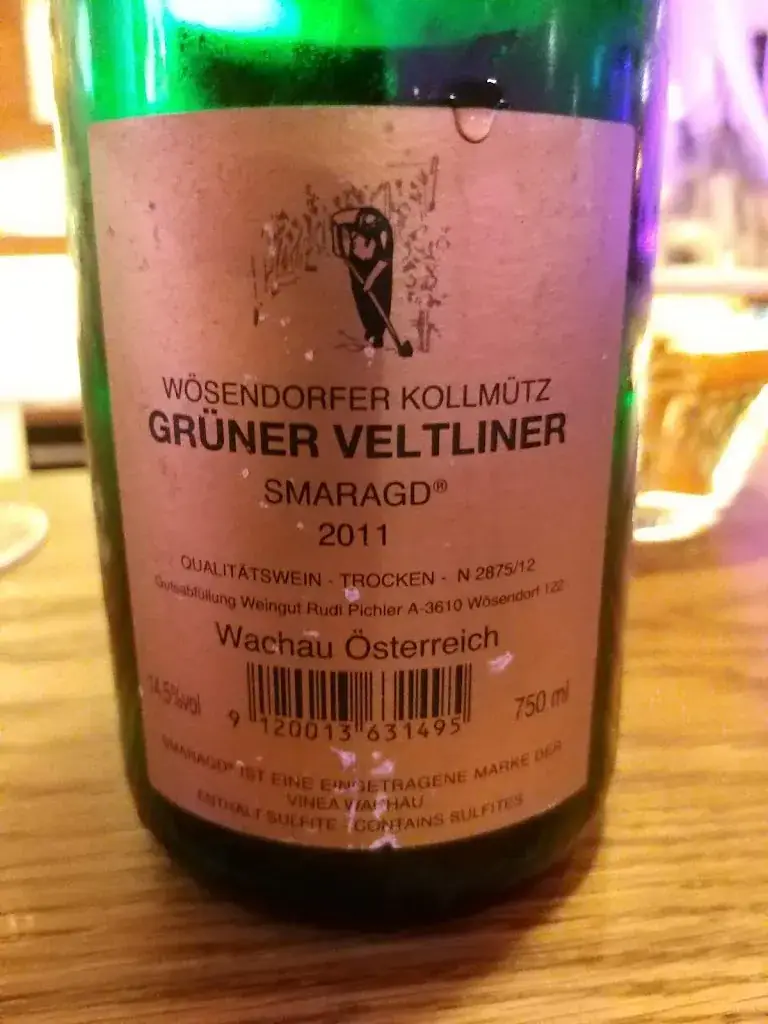 WÖSENDORFER KOLLMÜTZ
GRÜNER VELTLINER
SMARAGD®
2011
QUALITÄTSWEIN - TROCKEN - N 2875/12
Gutsabfüllung Weingut Rudi Pichler A-3610 Wösendorf 122
Wachau Österreich
14,5%vol
750 ml
9 120013 631495
SMARAGD® IST EINE EINGETRAGENE MARKE DER
VINEA WACHAU
ENTHÄLT SULFITE - CONTAINS SULFITES